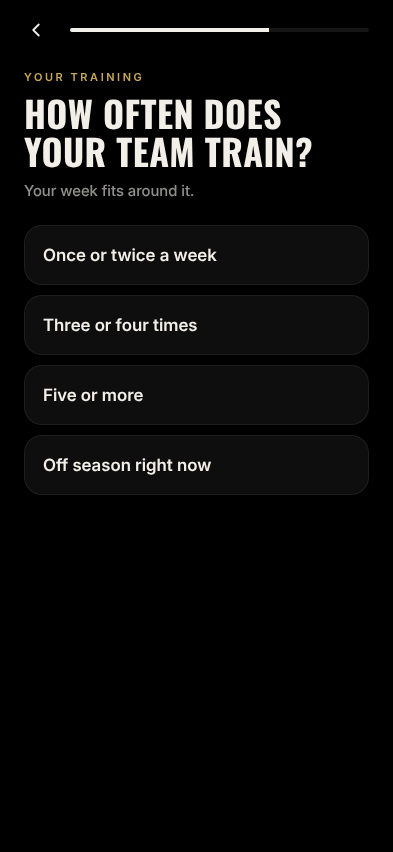 YOUR TRAINING
HOW OFTEN DOES
YOUR TEAM TRAIN?
Your week fits around it.
Once or twice a week
Three or four times
Five or more
Off season right now